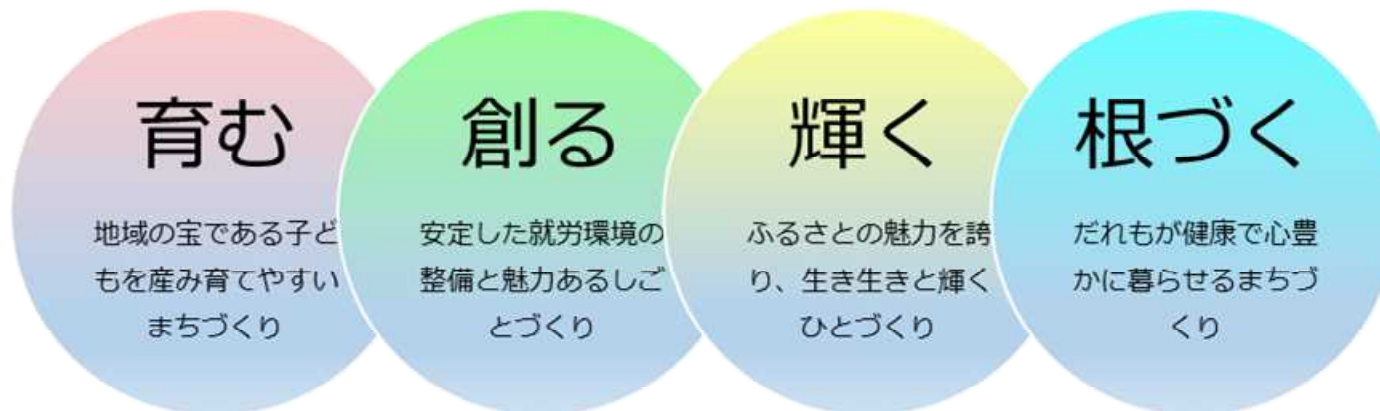 育む
地域の宝である子ど
もを産み育てやすい
まちづくり
創る
安定した就労環境の
整備と魅力あるしご
とづくり
輝く
ふるさとの魅力を誇
り、生き生きと輝く
ひとづくり
根づく
だれもが健康で心豊
かに暮らせるまちづ
くり